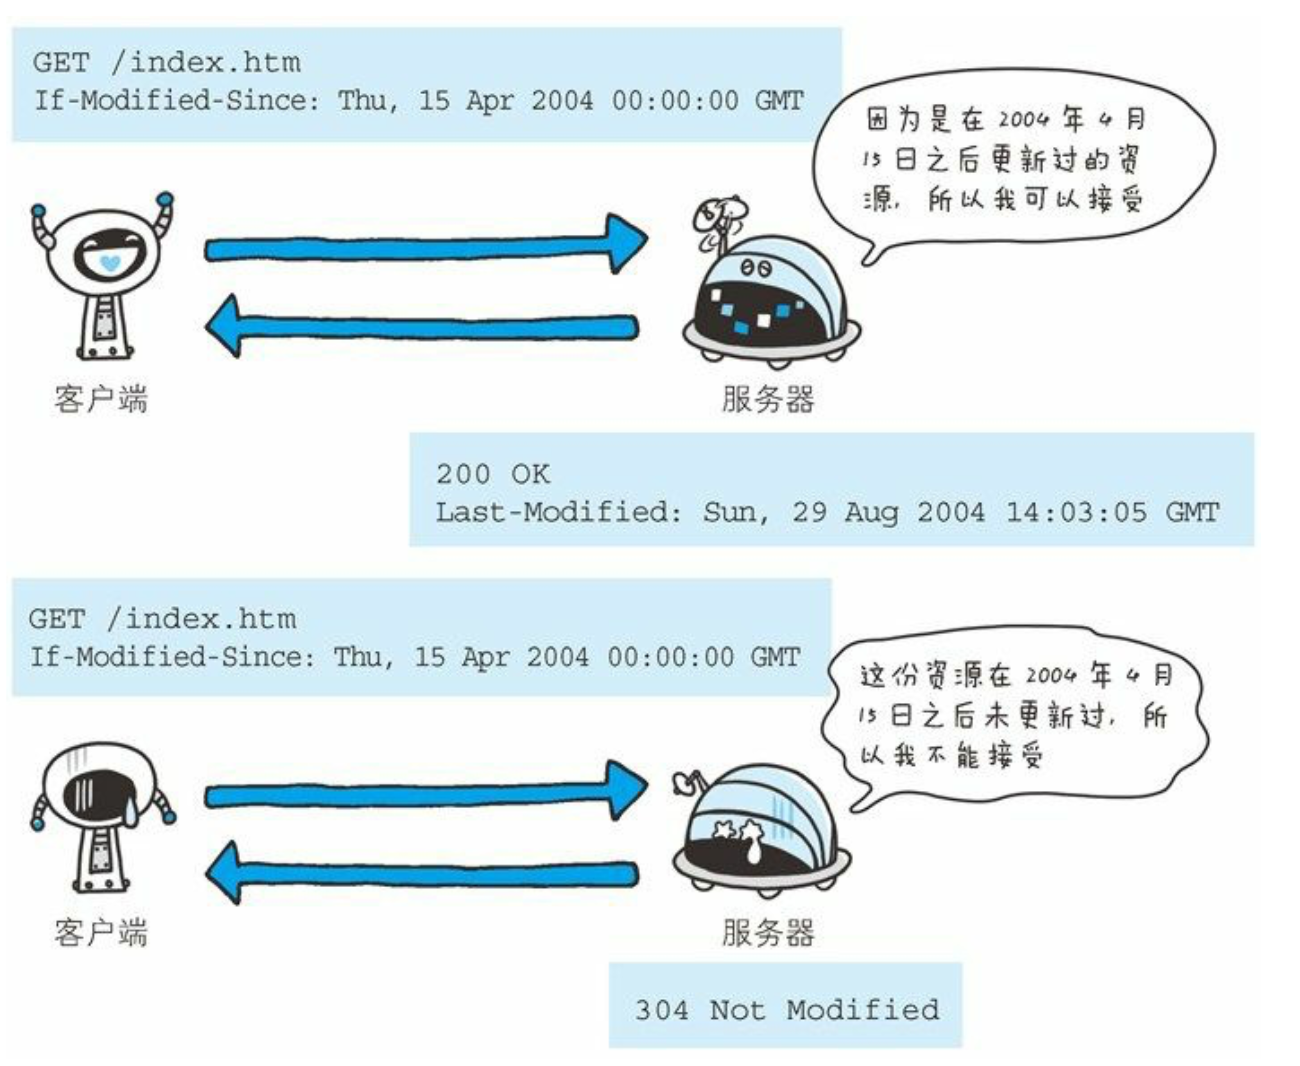 GET /index.htm
If-Modified-Since: Thu, 15 Apr 2004 00:00:00 GMT
因为是在 2004 年 4 月
15 日之后更新过的资
源，所以我可以接受
客户端
服务器
200 OK
Last-Modified: Sun, 29 Aug 2004 14:03:05 GMT
GET /index.htm
If-Modified-Since: Thu, 15 Apr 2004 00:00:00 GMT
这份资源在 2004 年 4 月
15 日之后未更新过，所
以我不能接受
客户端
服务器
304 Not Modified